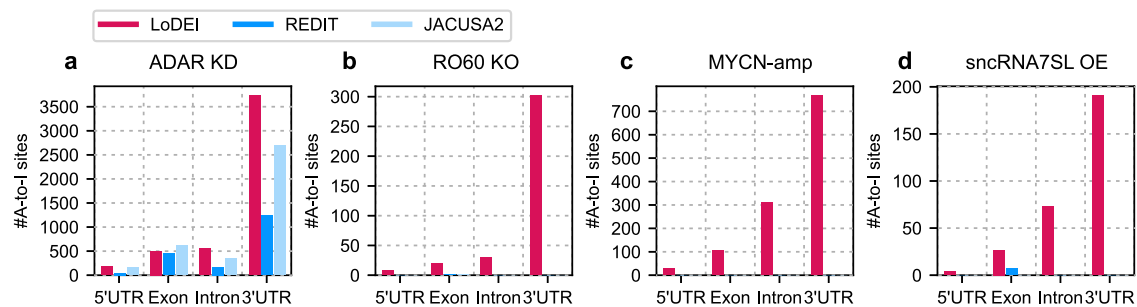 LoDEI REDIT JACUSA2
a ADAR KD
#A-to-I sites
3500
3000
2500
2000
1500
1000
500
0
5'UTR Exon Intron 3'UTR
b RO60 KO
#A-to-I sites
300
250
200
150
100
50
0
5'UTR Exon Intron 3'UTR
c MYCN-amp
#A-to-I sites
700
600
500
400
300
200
100
0
5'UTR Exon Intron 3'UTR
d sncRNA7SL OE
#A-to-I sites
200
150
100
50
0
5'UTR Exon Intron 3'UTR